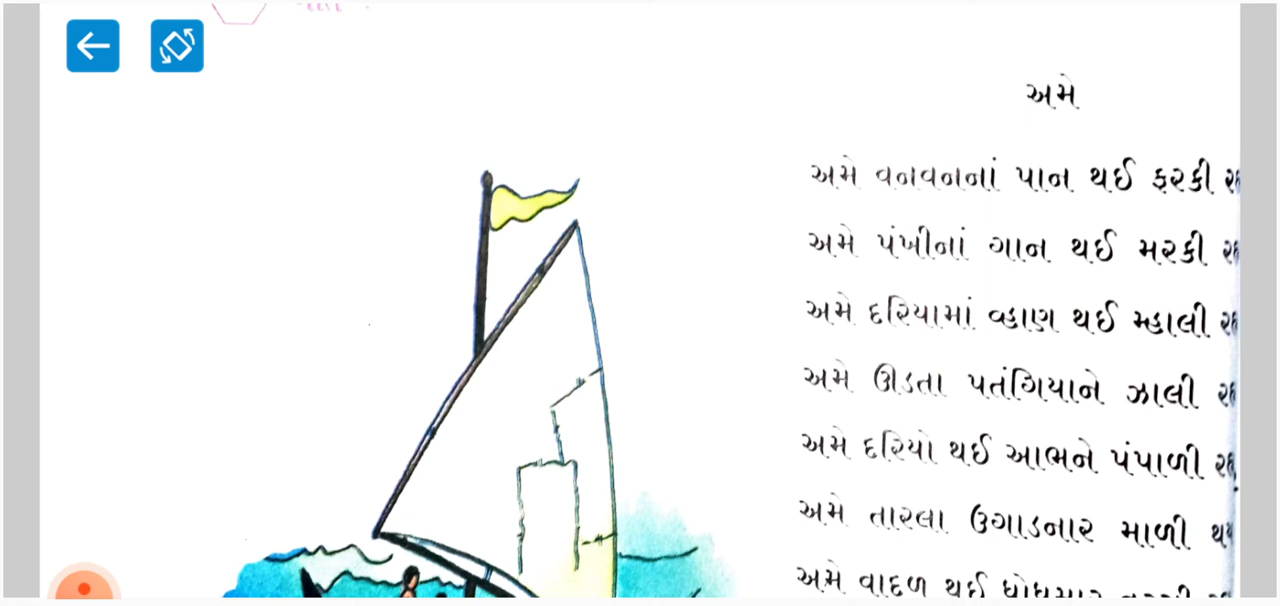 અમે
અમે વનવનનાં પાન થઈ ફરકી
અમે પંખીનાં ગાન થઈ મરકી
અમે દરિયામાં વ્હાણ થઈ મ્હાલી
અમે ઊડતા પતંગિયાને ઝાલી
અમે દરિયો થઈ આભને પંપાળી
અમે તારલા ઉગાડનાર માળી
અમે વાદળ થઈ